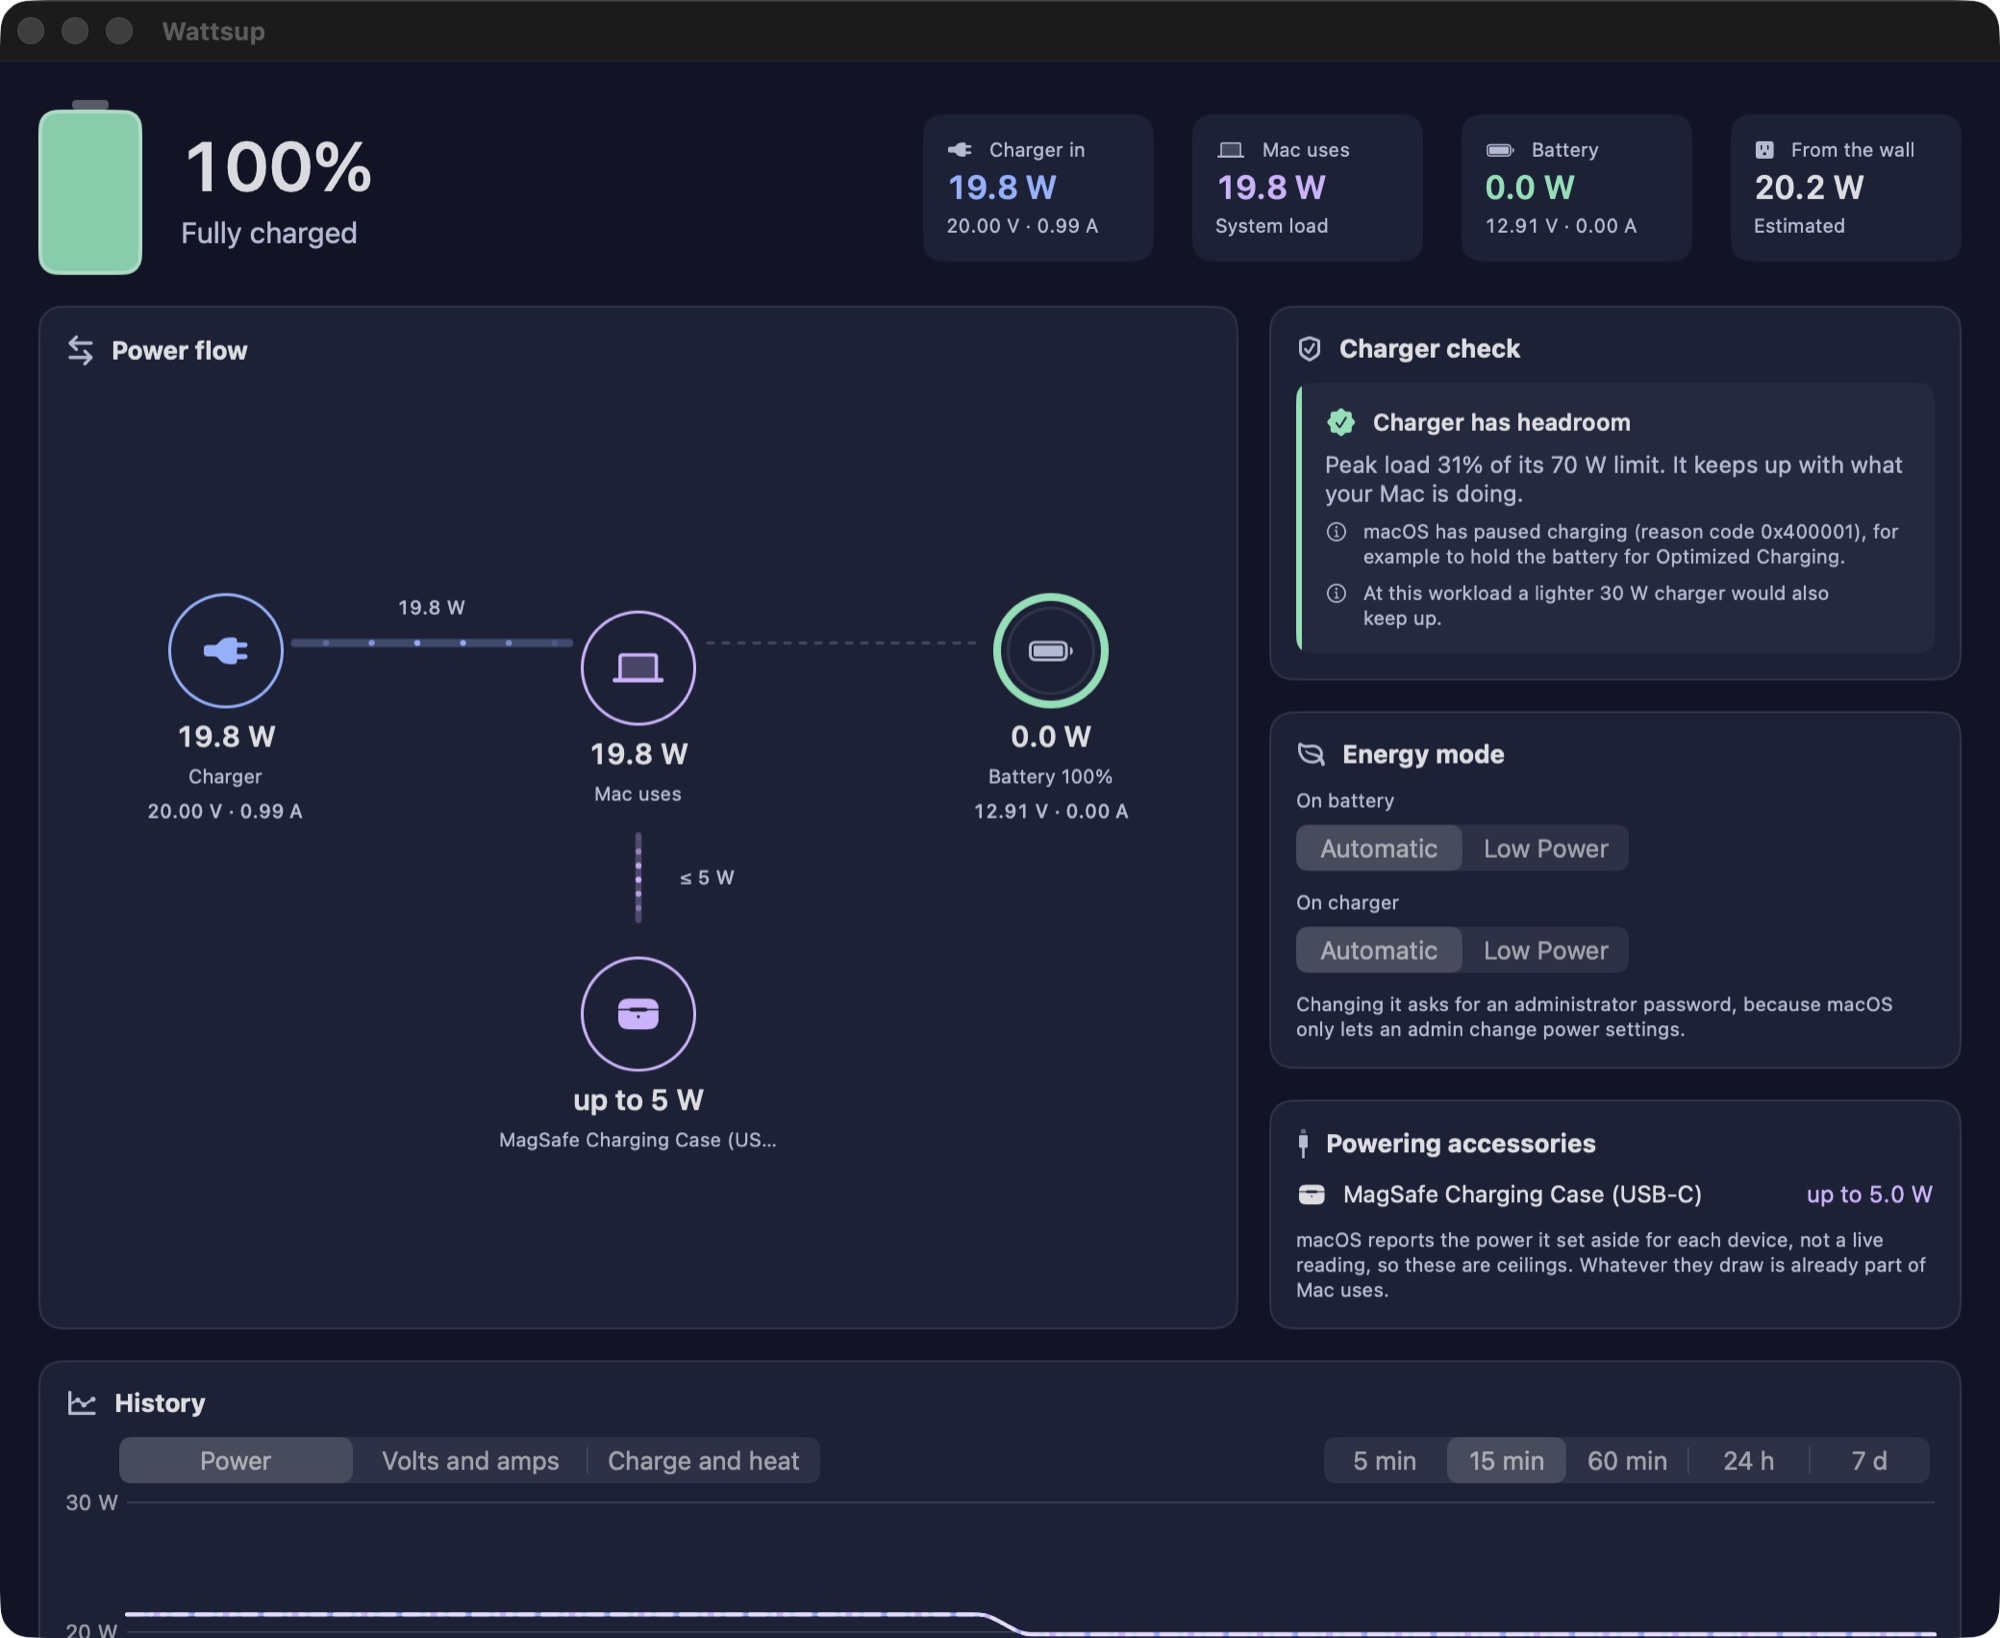 Wattsup
100%
Fully charged
Charger in
19.8 W
20.00 V · 0.99 A
Mac uses
19.8 W
System load
Battery
0.0 W
12.91 V · 0.00 A
From the wall
20.2 W
Estimated
Power flow
19.8 W
19.8 W
Charger
20.00 V · 0.99 A
19.8 W
Mac uses
0.0 W
Battery 100%
12.91 V · 0.00 A
≤ 5 W
up to 5 W
MagSafe Charging Case (US...
Charger check
Charger has headroom
Peak load 31% of its 70 W limit. It keeps up with what
your Mac is doing.
macOS has paused charging (reason code 0x400001), for
example to hold the battery for Optimized Charging.
At this workload a lighter 30 W charger would also
keep up.
Energy mode
On battery
Automatic Low Power
On charger
Automatic Low Power
Changing it asks for an administrator password, because macOS
only lets an admin change power settings.
Powering accessories
MagSafe Charging Case (USB-C) up to 5.0 W
macOS reports the power it set aside for each device, not a live
reading, so these are ceilings. Whatever they draw is already part of
Mac uses.
History
Power Volts and amps Charge and heat 5 min 15 min 60 min 24 h 7 d
30 W
20 W